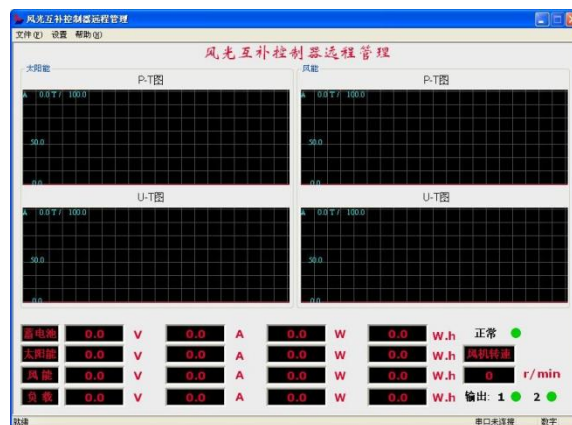 风光互补控制器远程管理
文件(F) 设置 帮助(H)
风光互补控制器远程管理
太阳能 风能
P-T图 P-T图
A 0.0 T / 100.0 A 0.0 T / 100.0
50.0 50.0
0.0 0.0
U-T图 U-T图
A 0.0 T / 100.0 A 0.0 T / 100.0
50.0 50.0
0.0 0.0
蓄电池 0.0 V 0.0 A 0.0 W 0.0 W.h 正常
太阳能 0.0 V 0.0 A 0.0 W 0.0 W.h 风机转速
风能 0.0 V 0.0 A 0.0 W 0.0 W.h 0 r/min
负载 0.0 V 0.0 A 0.0 W 0.0 W.h 输出: 1 2
就绪 串口未连接 数字